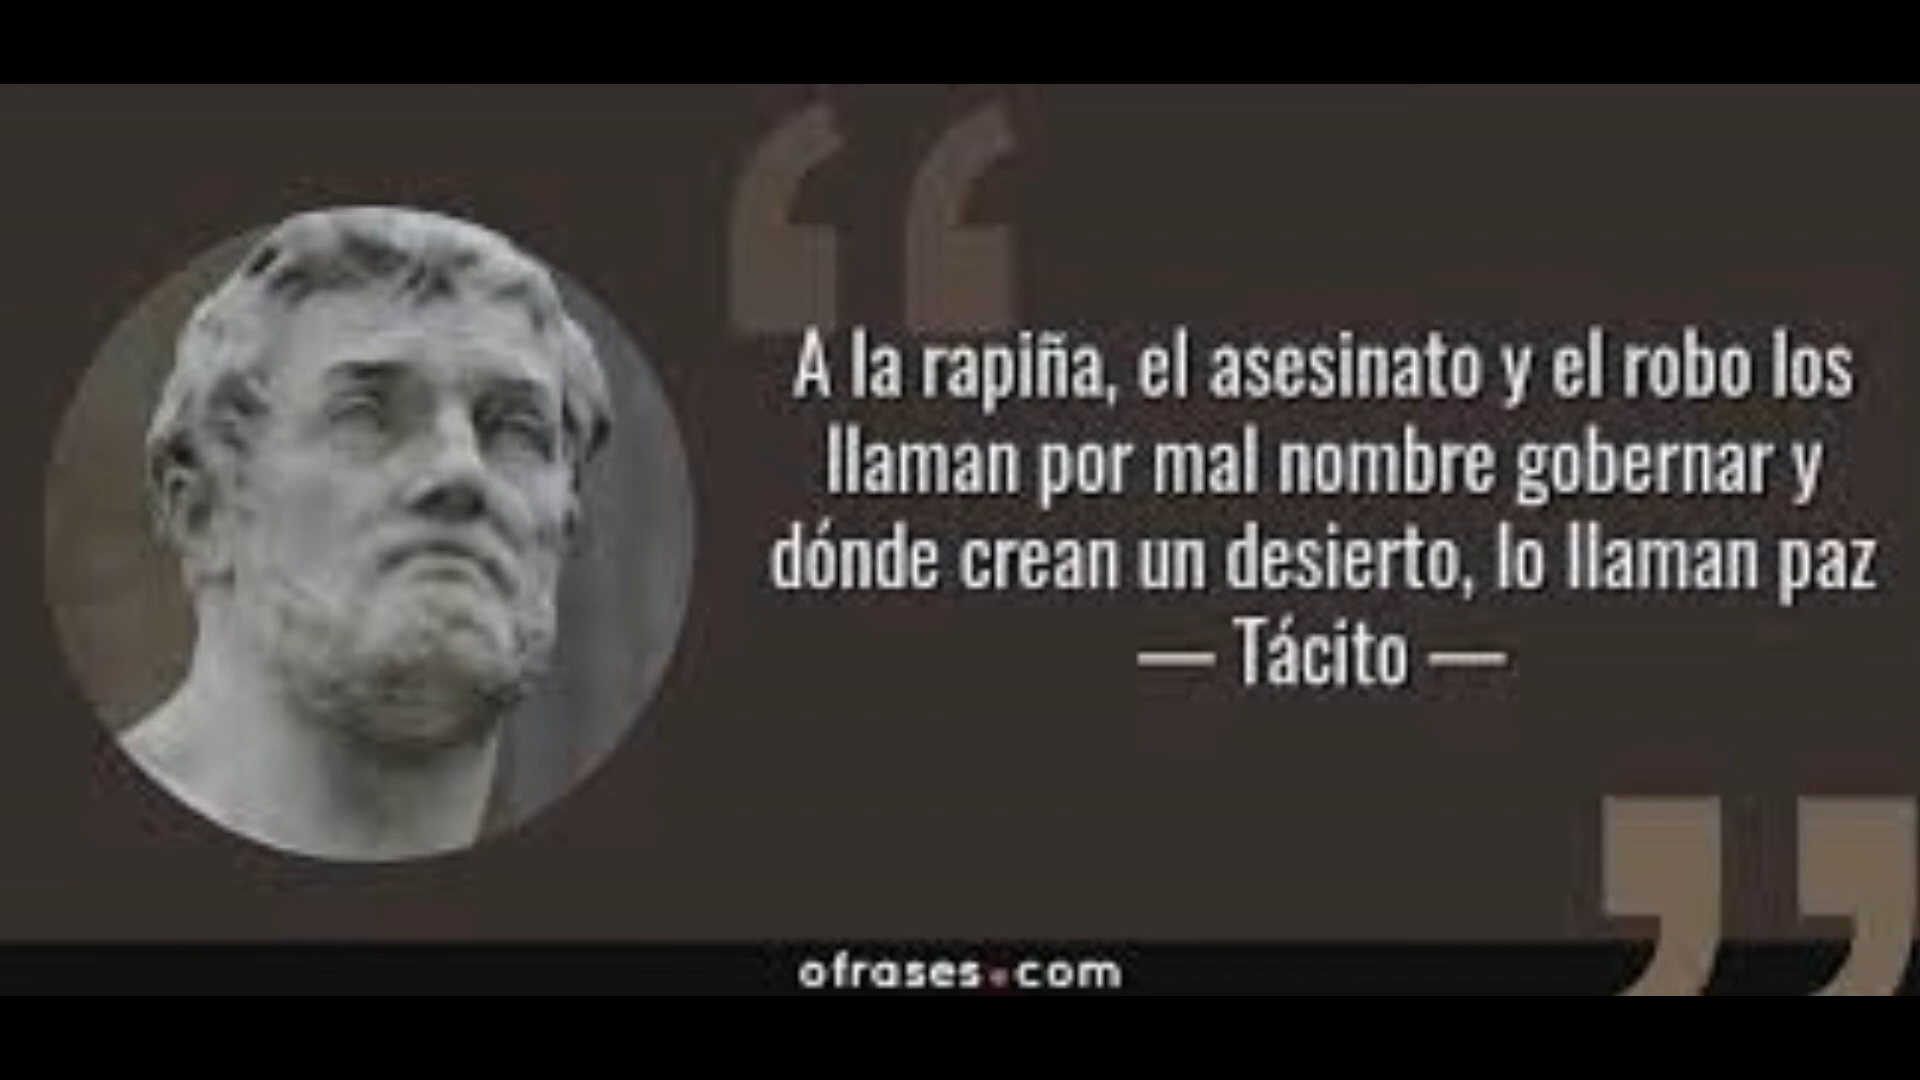 A la rapiña, el asesinato y el robo los
llaman por mal nombre gobernar y
dónde crean un desierto, lo llaman paz
— Tácito —
ofrases.com